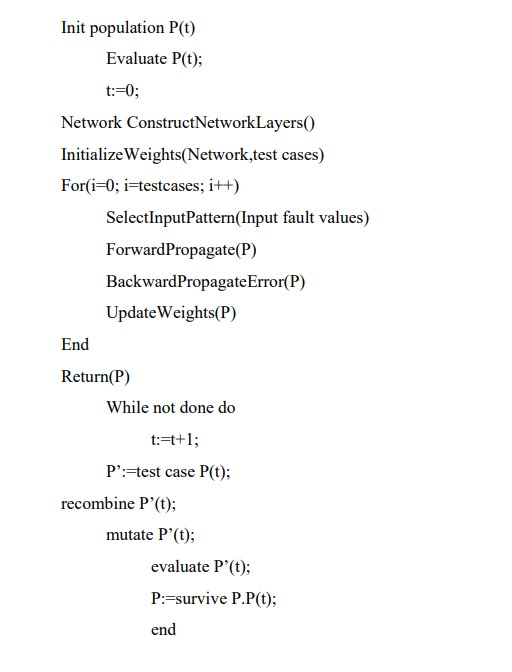 Init population P(t)
Evaluate P(t);
t:=0;
Network ConstructNetworkLayers()
InitializeWeights(Network,test cases)
For(i=0; i=testcases; i++)
SelectInputPattern(Input fault values)
ForwardPropagate(P)
BackwardPropagateError(P)
UpdateWeights(P)
End
Return(P)
While not done do
t:=t+1;
P’:=test case P(t);
recombine P’(t);
mutate P’(t);
evaluate P’(t);
P:=survive P.P(t);
end